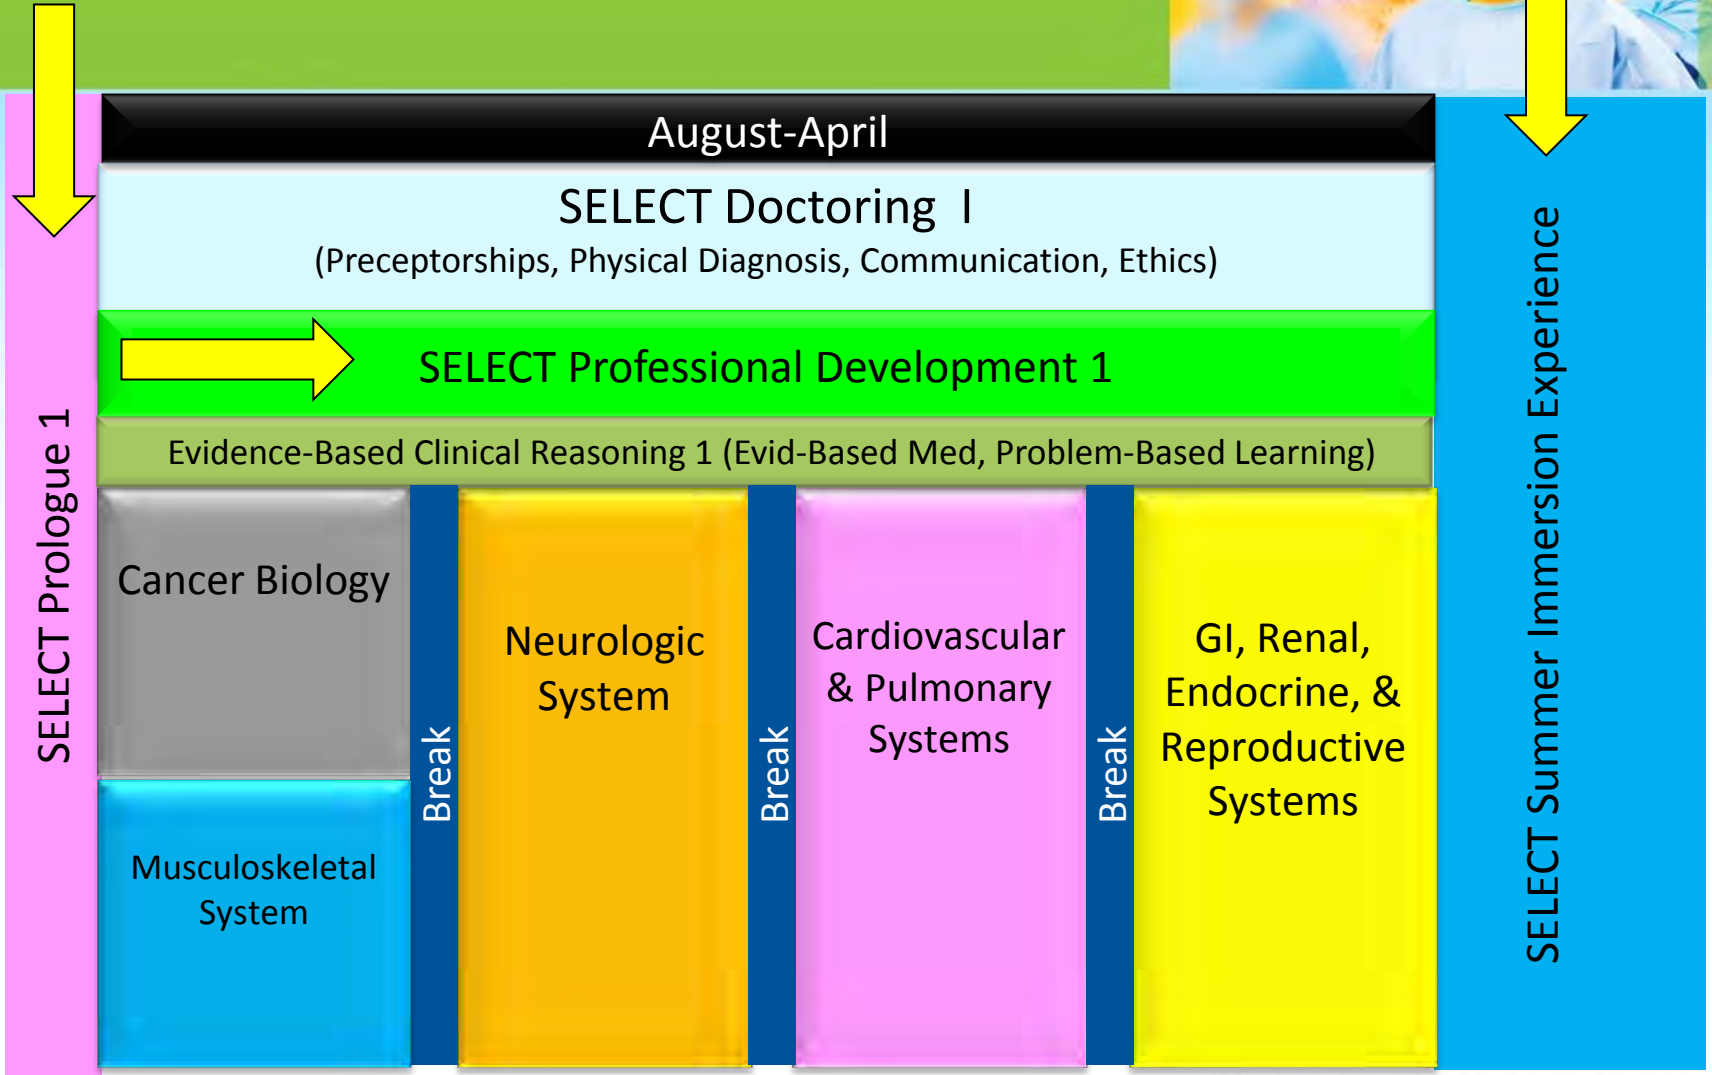 August-April
SELECT Doctoring I
(Preceptorships, Physical Diagnosis, Communication, Ethics)
SELECT Professional Development 1
Evidence-Based Clinical Reasoning 1 (Evid-Based Med, Problem-Based Learning)
SELECT Prologue 1
Cancer Biology
Musculoskeletal
System
Break
Neurologic
System
Break
Cardiovascular
& Pulmonary
Systems
Break
GI, Renal,
Endocrine, &
Reproductive
Systems
SELECT Summer Immersion Experience